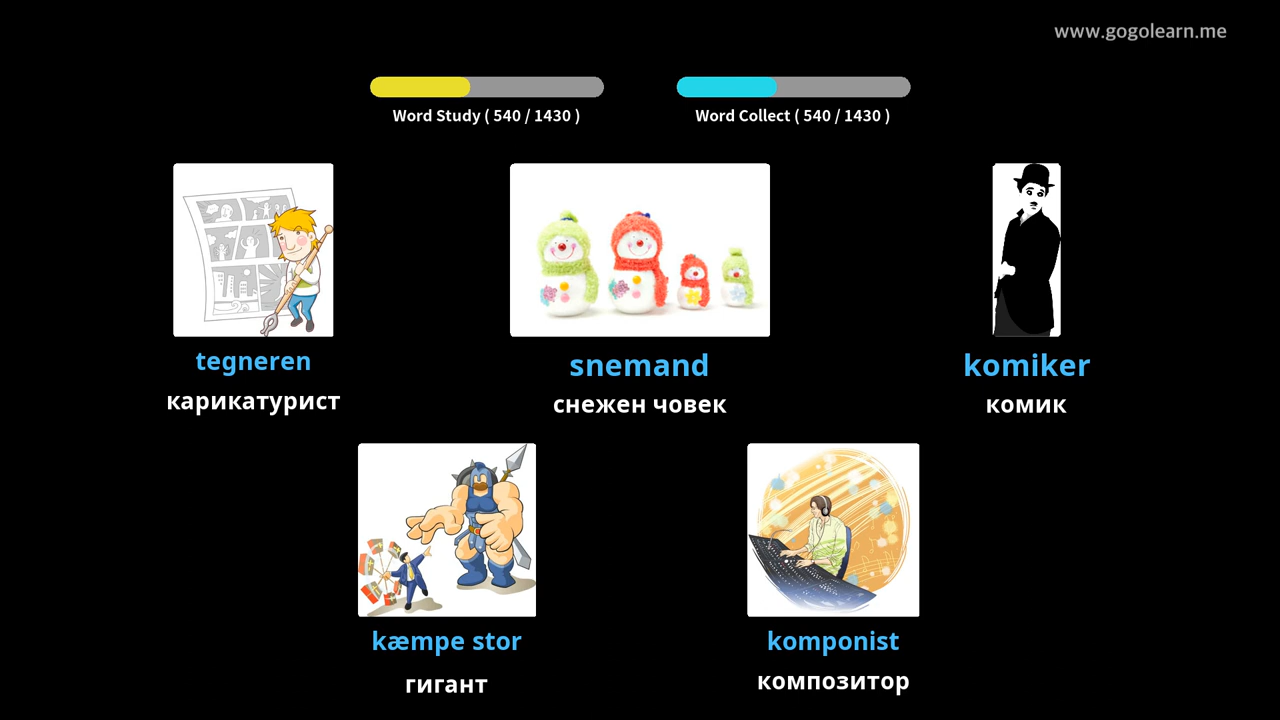 www.gogolearn.me
Word Study ( 540 / 1430 )
Word Collect ( 540 / 1430 )
tegneren
карикатурист
snemand
снежен човек
komiker
комик
kæmpe stor
гигант
komponist
композитор